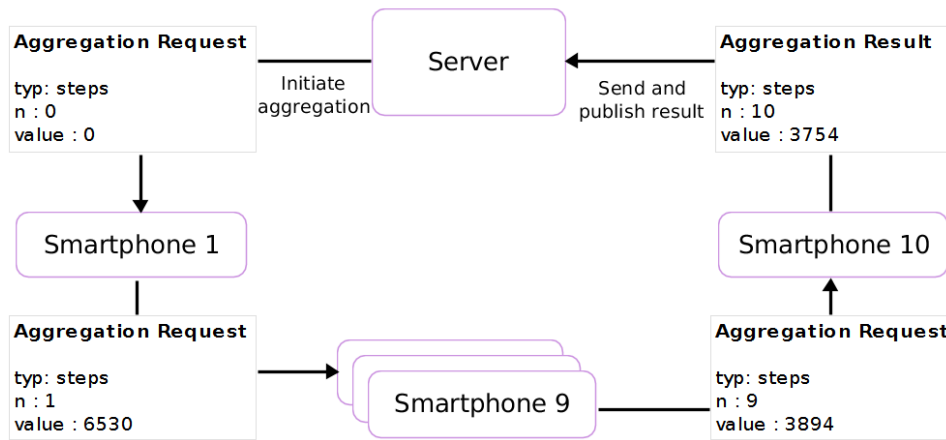 Aggregation Request
typ: steps
n : 0
value : 0
Initiate
aggregation
Server
Send and
publish result
Aggregation Result
typ: steps
n : 10
value : 3754
Smartphone 1
Smartphone 10
Aggregation Request
typ: steps
n : 1
value : 6530
Smartphone 9
Aggregation Request
typ: steps
n : 9
value : 3894